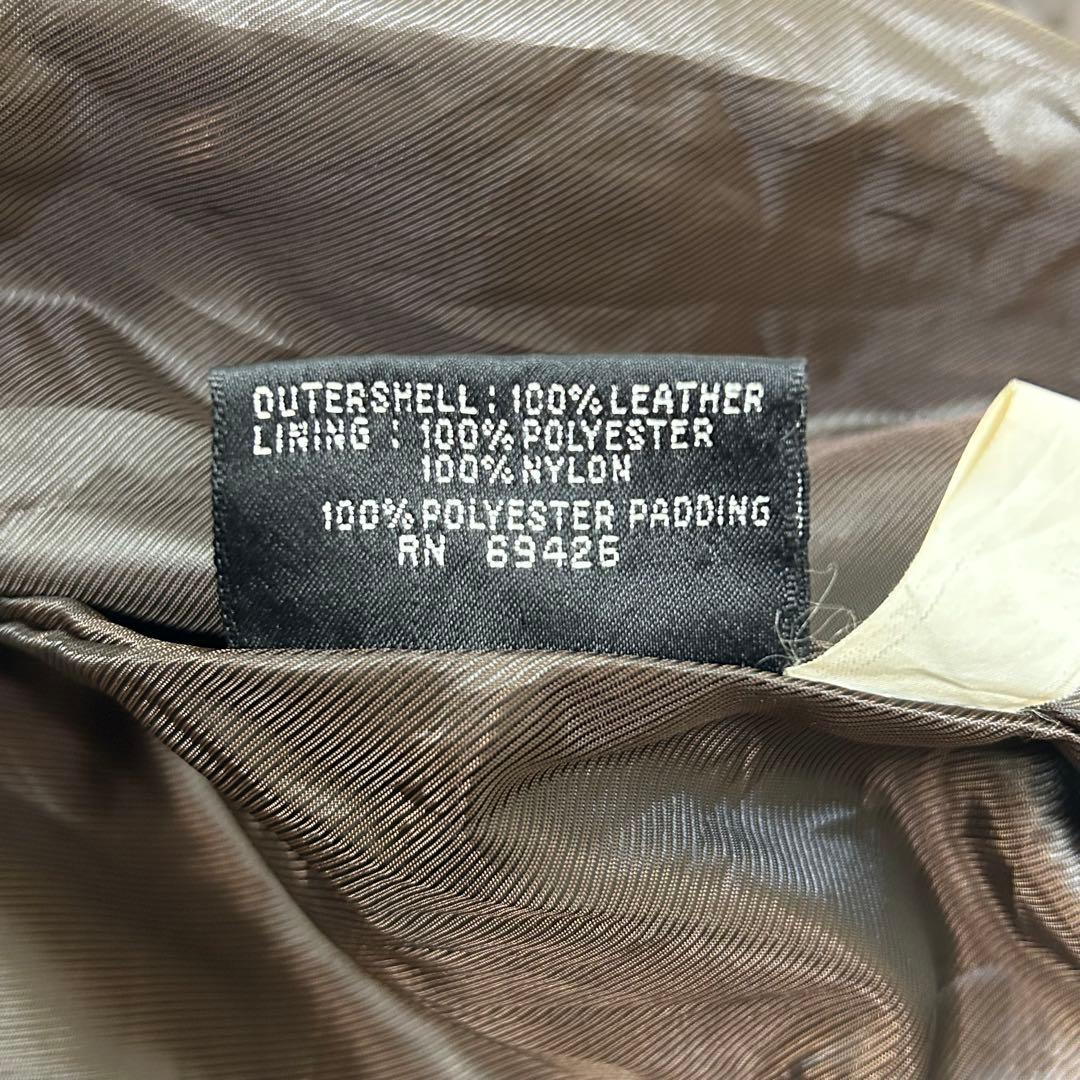 OUTERSHELL : 100% LEATHER
LINING : 100% POLYESTER
100% NYLON
100% POLYESTER PADDING
RN 69426